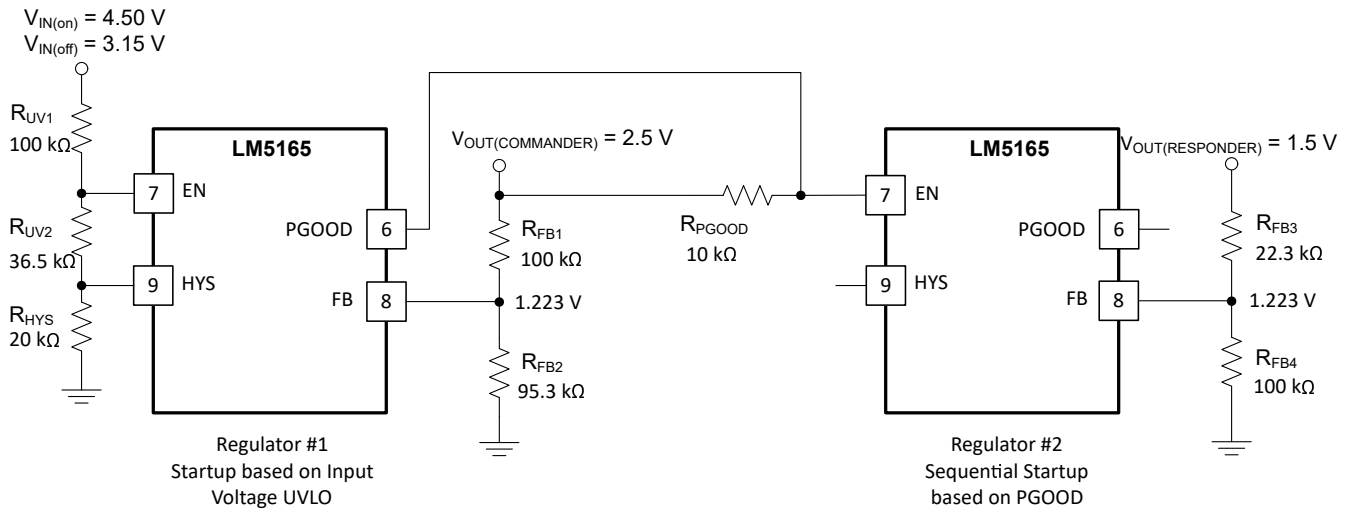 V_IN(on) = 4.50 V
V_IN(off) = 3.15 V
R_UV1
100 kΩ
R_UV2
36.5 kΩ
R_HYS
20 kΩ
LM5165
7
EN
9
HYS
PGOOD
6
FB
8
Regulator #1
Startup based on Input
Voltage UVLO
V_OUT(COMMANDER) = 2.5 V
R_FB1
100 kΩ
1.223 V
R_FB2
95.3 kΩ
R_PGOOD
10 kΩ
LM5165
7
EN
9
HYS
PGOOD
6
FB
8
Regulator #2
Sequential Startup
based on PGOOD
V_OUT(RESPONDER) = 1.5 V
R_FB3
22.3 kΩ
1.223 V
R_FB4
100 kΩ